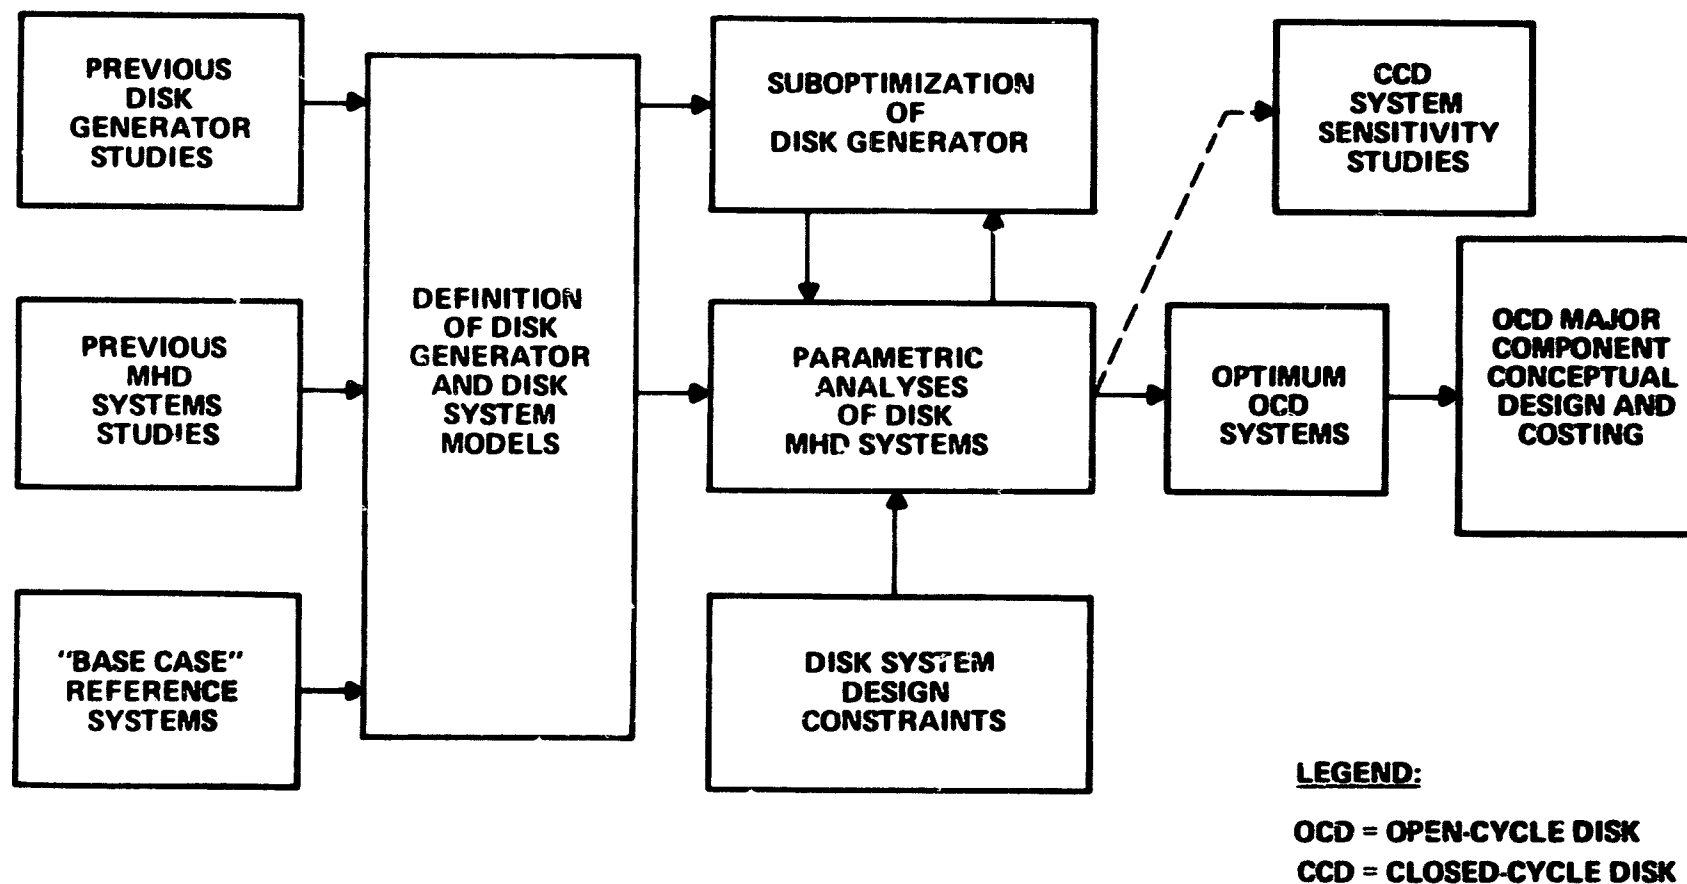 PREVIOUS
DISK
GENERATOR
STUDIES
PREVIOUS
MHD
SYSTEMS
STUDIES
"BASE CASE"
REFERENCE
SYSTEMS
DEFINITION
OF DISK
GENERATOR
AND DISK
SYSTEM
MODELS
SUBOPTIMIZATION
OF
DISK GENERATOR
PARAMETRIC
ANALYSES
OF DISK
MHD SYSTEMS
DISK SYSTEM
DESIGN
CONSTRAINTS
CCD
SYSTEM
SENSITIVITY
STUDIES
OPTIMUM
OCD
SYSTEMS
OCD MAJOR
COMPONENT
CONCEPTUAL
DESIGN AND
COSTING
LEGEND:
OCD = OPEN-CYCLE DISK
CCD = CLOSED-CYCLE DISK